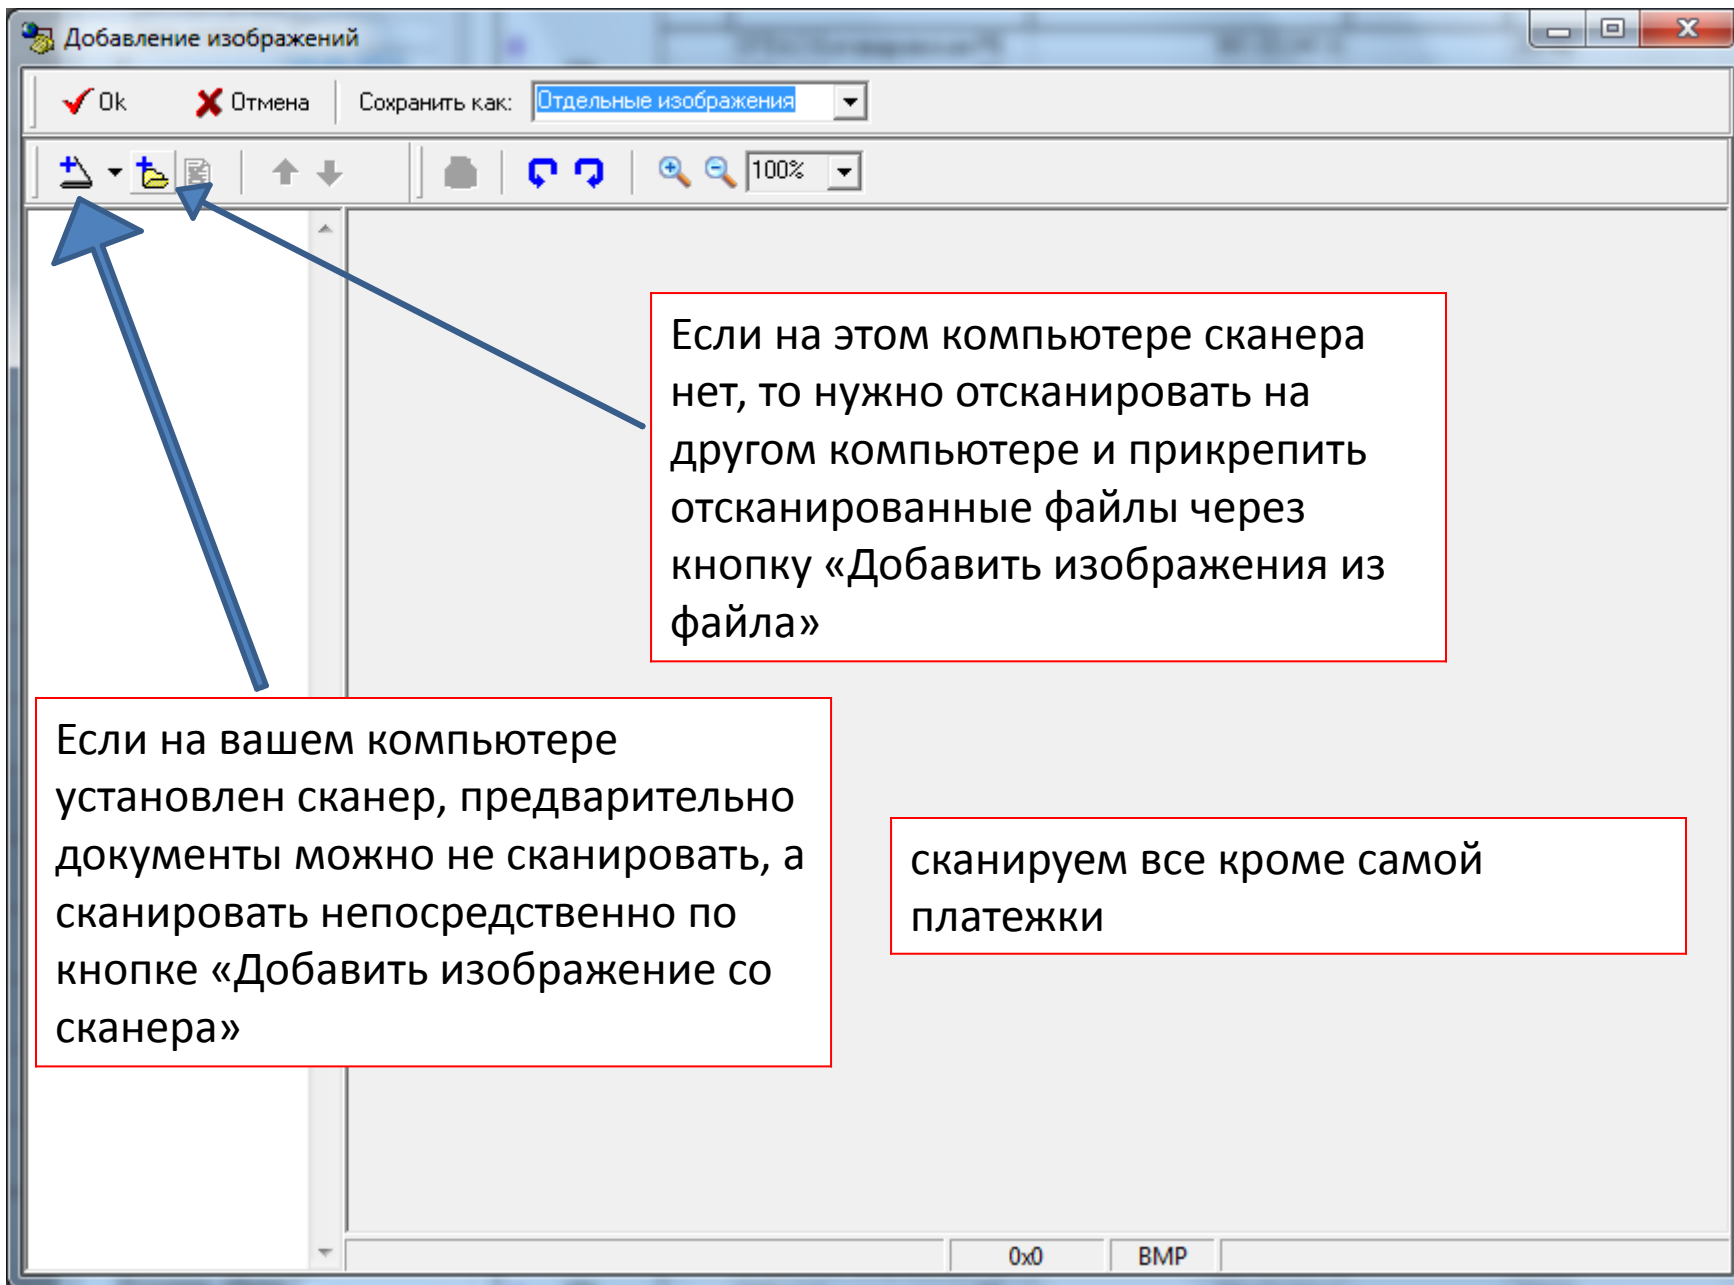 Добавление изображений
Ok Отмена Сохранить как: Отдельные изображения
100%
Если на этом компьютере сканера
нет, то нужно отсканировать на
другом компьютере и прикрепить
отсканированные файлы через
кнопку «Добавить изображения из
файла»
Если на вашем компьютере
установлен сканер, предварительно
документы можно не сканировать, а
сканировать непосредственно по
кнопке «Добавить изображение со
сканера»
сканируем все кроме самой
платежки
0x0 BMP